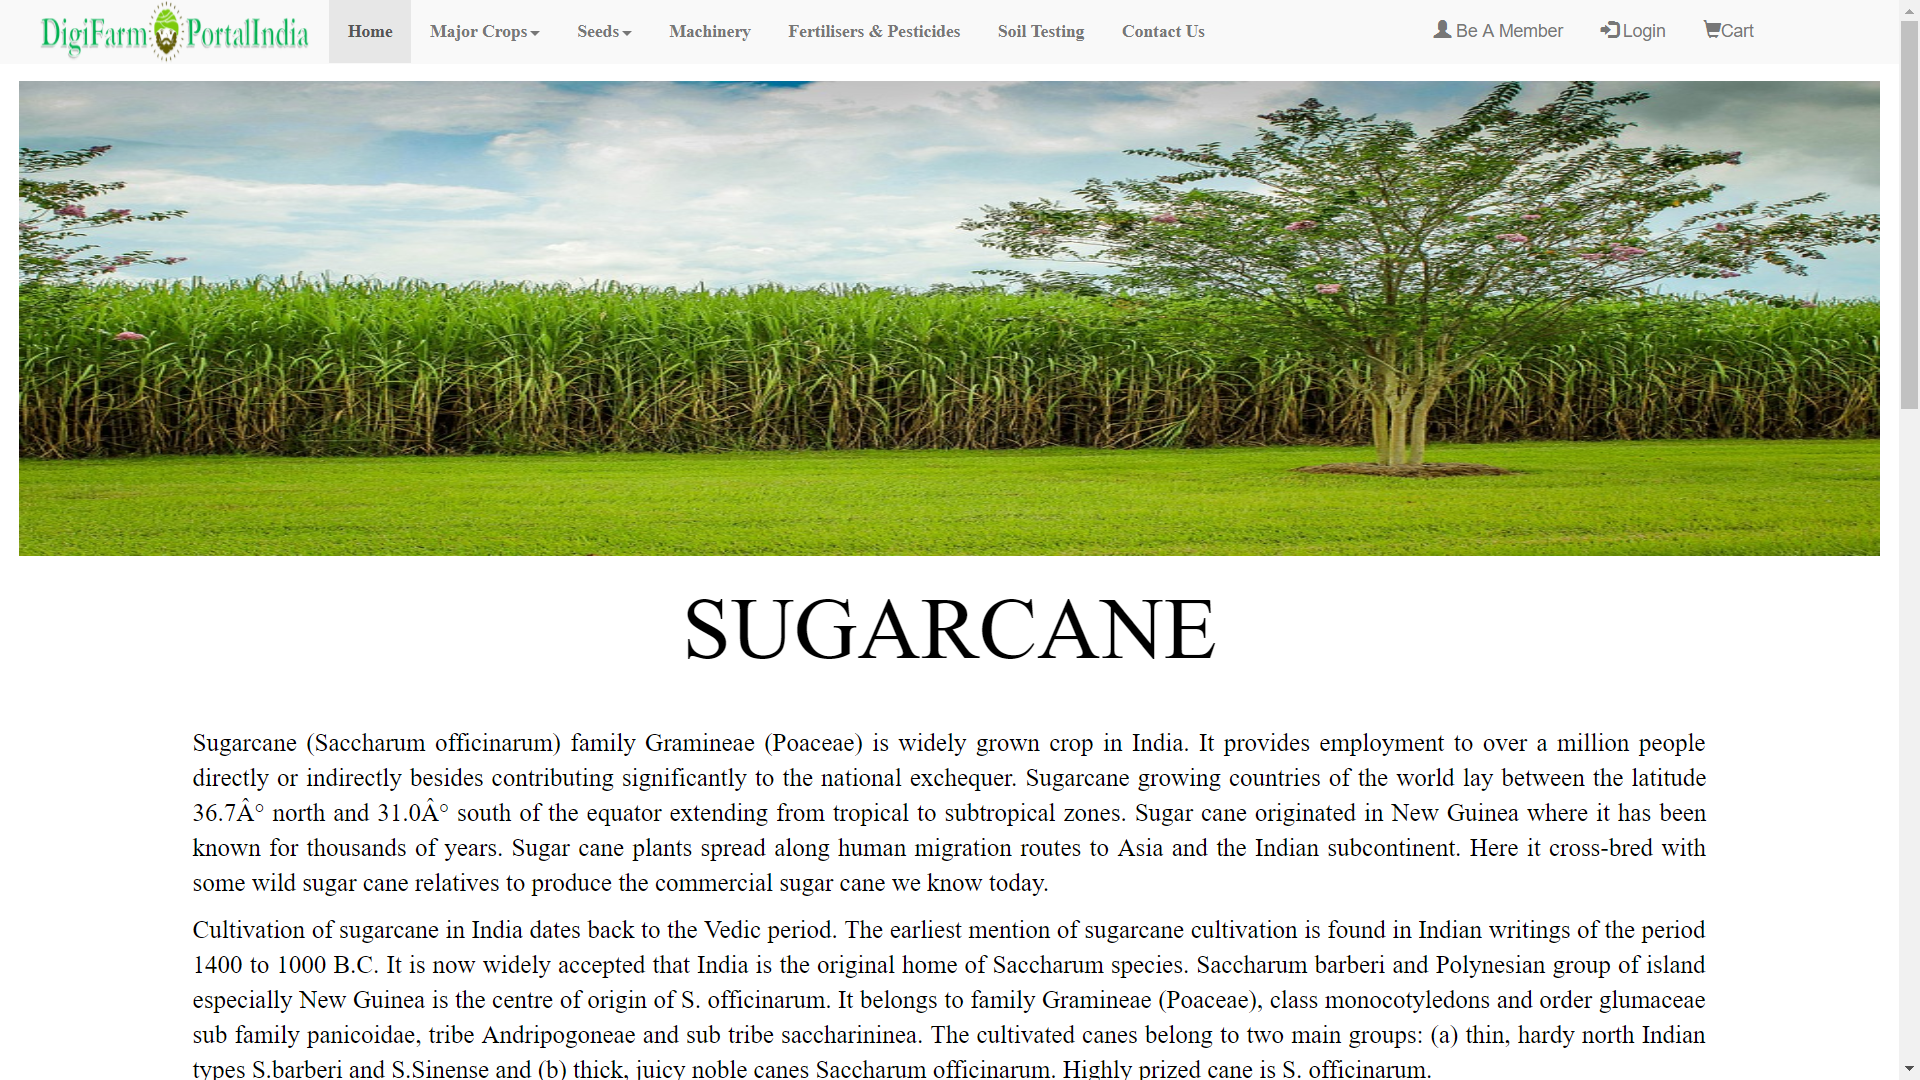 DigiFarm PortalIndia
Home Major Crops Seeds Machinery Fertilisers & Pesticides Soil Testing Contact Us Be A Member Login Cart
SUGARCANE
Sugarcane (Saccharum officinarum) family Gramineae (Poaceae) is widely grown crop in India. It provides employment to over a million people
directly or indirectly besides contributing significantly to the national exchequer. Sugarcane growing countries of the world lay between the latitude
36.7Â° north and 31.0Â° south of the equator extending from tropical to subtropical zones. Sugar cane originated in New Guinea where it has been
known for thousands of years. Sugar cane plants spread along human migration routes to Asia and the Indian subcontinent. Here it cross-bred with
some wild sugar cane relatives to produce the commercial sugar cane we know today.
Cultivation of sugarcane in India dates back to the Vedic period. The earliest mention of sugarcane cultivation is found in Indian writings of the period
1400 to 1000 B.C. It is now widely accepted that India is the original home of Saccharum species. Saccharum barberi and Polynesian group of island
especially New Guinea is the centre of origin of S. officinarum. It belongs to family Gramineae (Poaceae), class monocotyledons and order glumaceae
sub family panicoidae, tribe Andripogoneae and sub tribe saccharininea. The cultivated canes belong to two main groups: (a) thin, hardy north Indian
types S.barberi and S.Sinense and (b) thick, juicy noble canes Saccharum officinarum. Highly prized cane is S. officinarum.